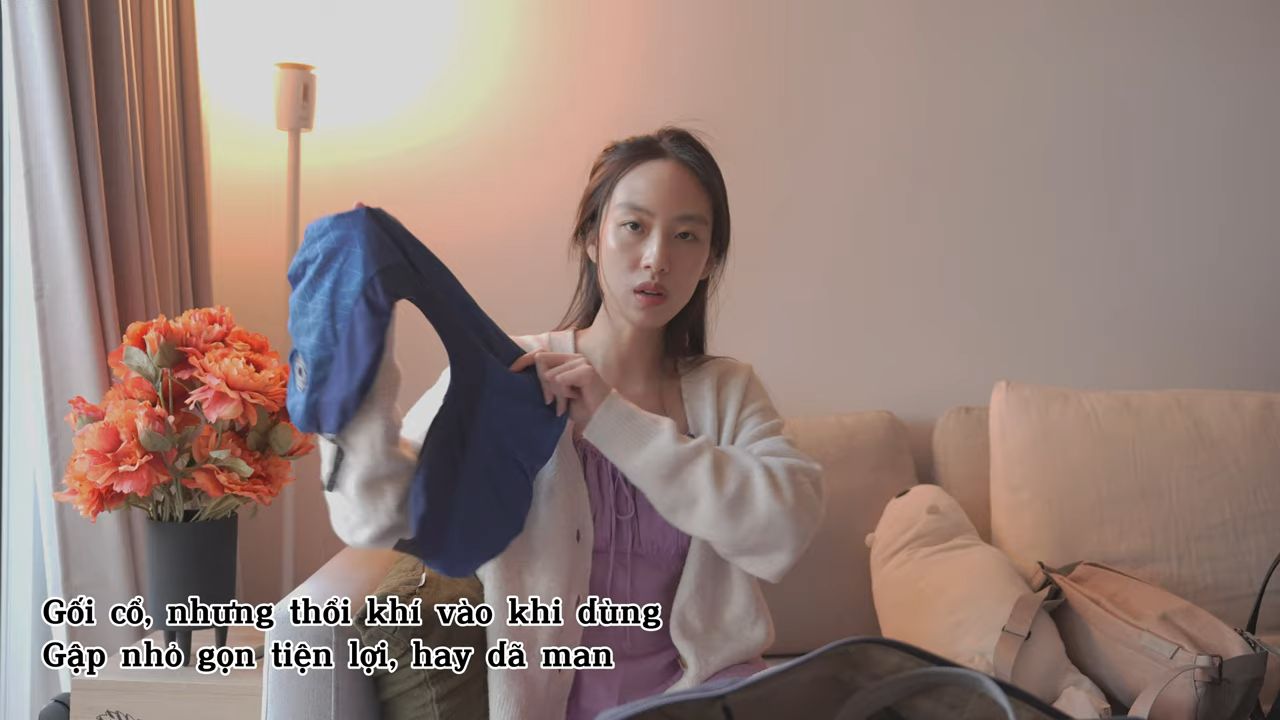 Gối cổ, nhưng thổi khí vào khi dùng
Gập nhỏ gọn tiện lợi, hay dã man